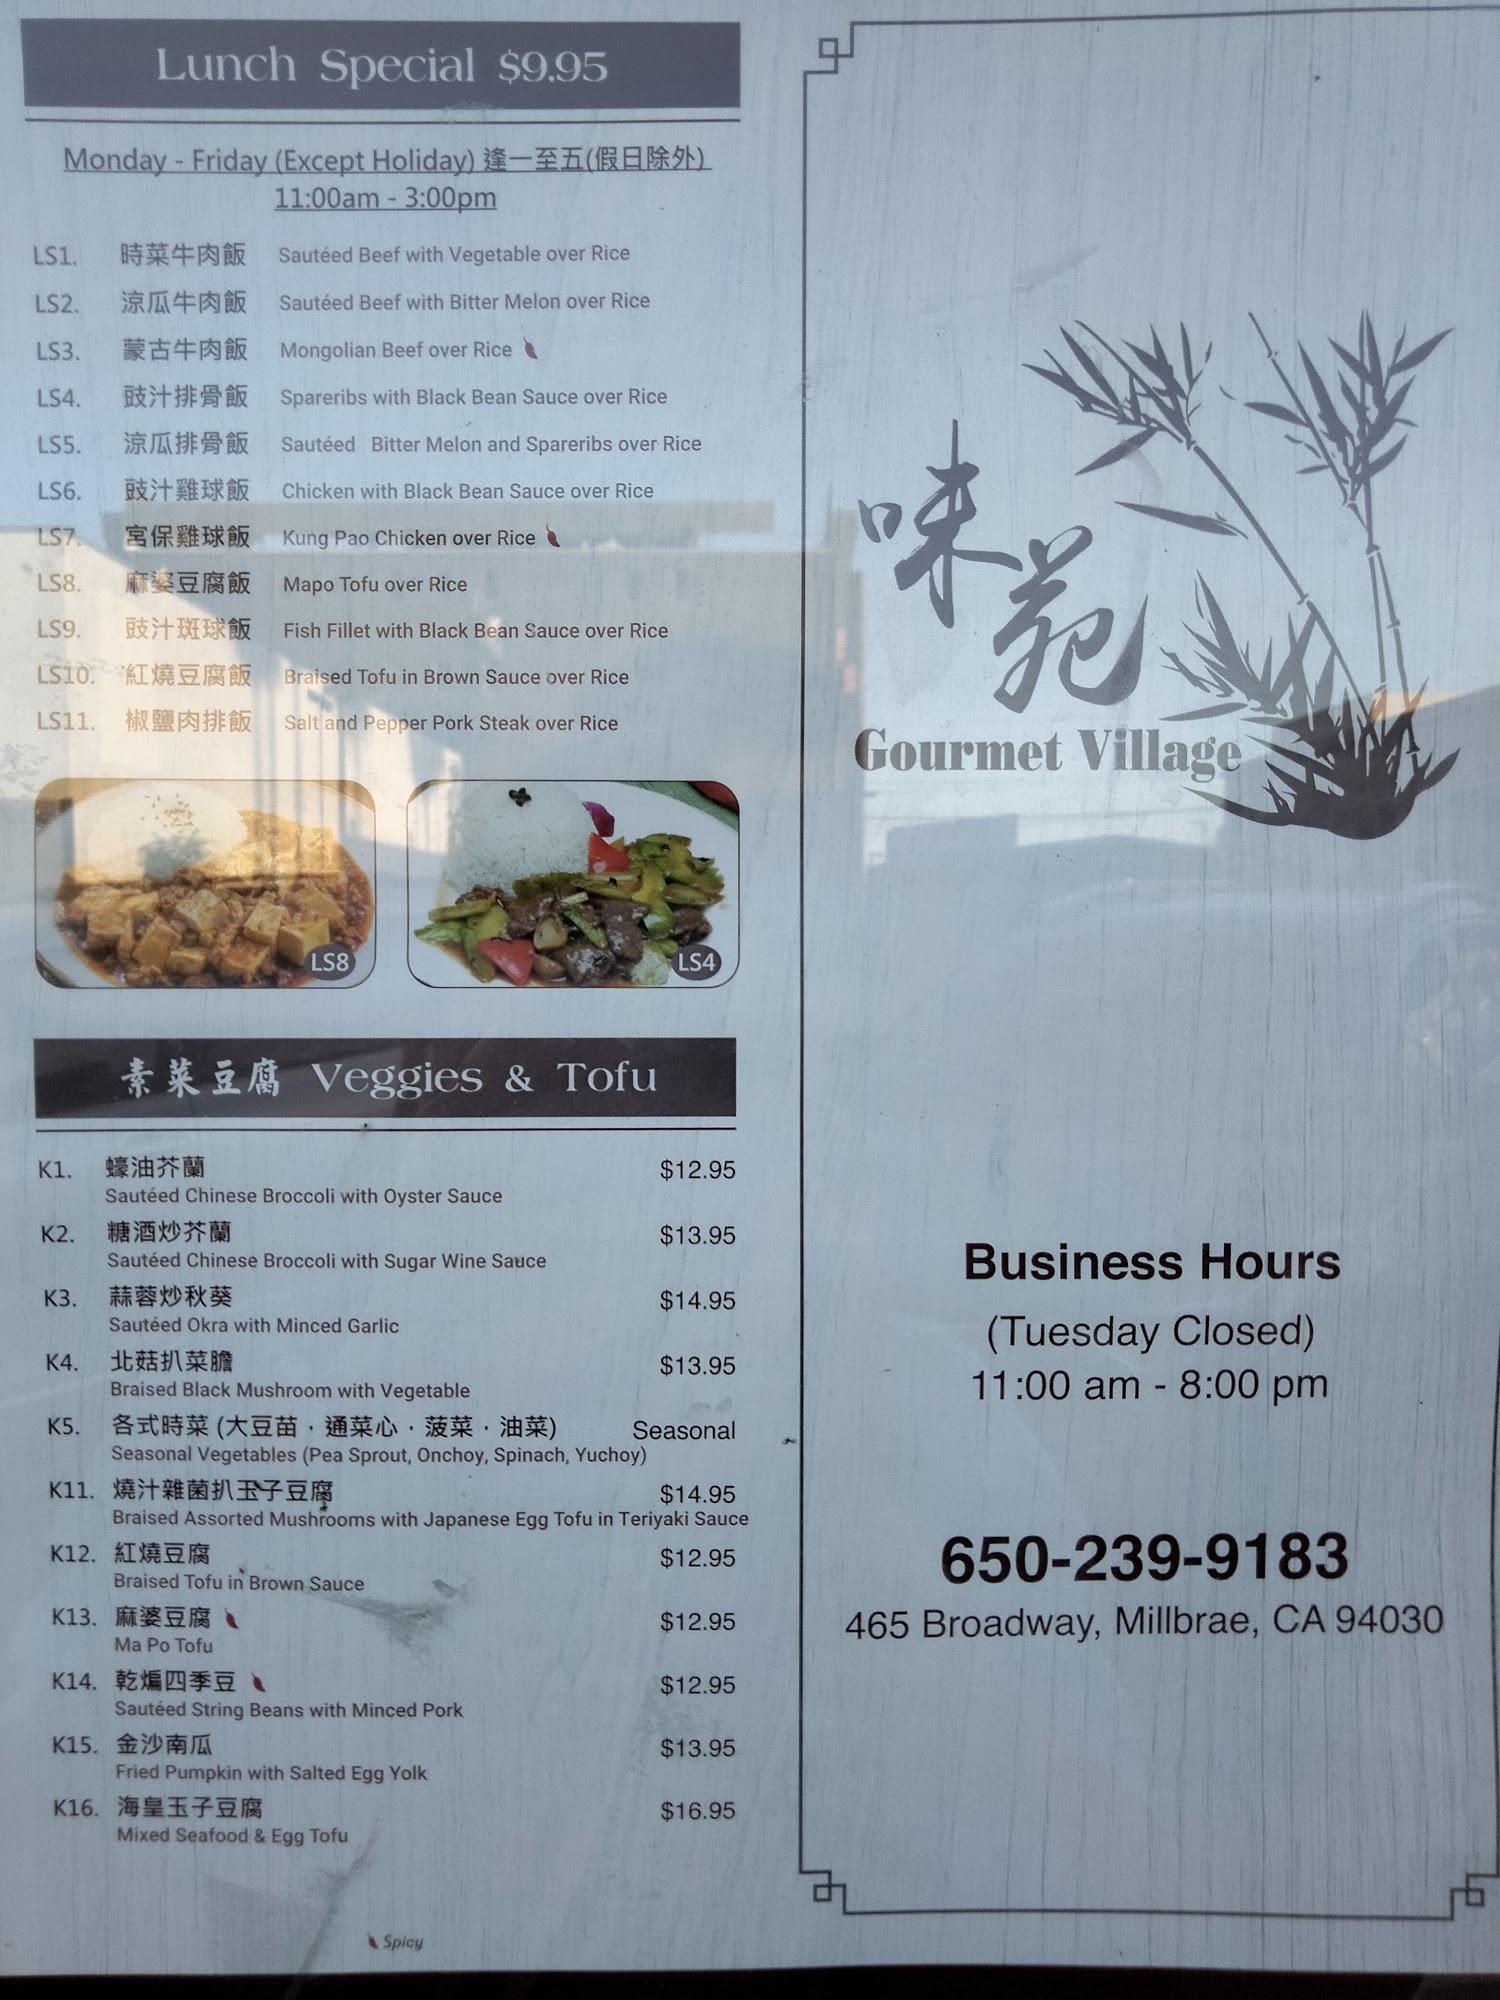 Lunch Special $9.95
Monday - Friday (Except Holiday) 逢一至五(假日除外)
11:00am - 3:00pm
LS1. 時菜牛肉飯 Sautéed Beef with Vegetable over Rice
LS2. 涼瓜牛肉飯 Sautéed Beef with Bitter Melon over Rice
LS3. 蒙古牛肉飯 Mongolian Beef over Rice
LS4. 豉汁排骨飯 Spareribs with Black Bean Sauce over Rice
LS5. 涼瓜排骨飯 Sautéed Bitter Melon and Spareribs over Rice
LS6. 豉汁雞球飯 Chicken with Black Bean Sauce over Rice
LS7. 宮保雞球飯 Kung Pao Chicken over Rice
LS8. 麻婆豆腐飯 Mapo Tofu over Rice
LS9. 豉汁斑球飯 Fish Fillet with Black Bean Sauce over Rice
LS10. 紅燒豆腐飯 Braised Tofu in Brown Sauce over Rice
LS11. 椒鹽肉排飯 Salt and Pepper Pork Steak over Rice
LS8
LS4
素菜豆腐 Veggies & Tofu
K1. 蠔油芥蘭 $12.95
Sautéed Chinese Broccoli with Oyster Sauce
K2. 糖酒炒芥蘭 $13.95
Sautéed Chinese Broccoli with Sugar Wine Sauce
K3. 蒜蓉炒秋葵 $14.95
Sautéed Okra with Minced Garlic
K4. 北菇扒菜膽 $13.95
Braised Black Mushroom with Vegetable
K5. 各式時菜 (大豆苗·通菜心·菠菜·油菜) Seasonal
Seasonal Vegetables (Pea Sprout, Onchoy, Spinach, Yuchoy)
K11. 燒汁雜菌扒玉子豆腐 $14.95
Braised Assorted Mushrooms with Japanese Egg Tofu in Teriyaki Sauce
K12. 紅燒豆腐 $12.95
Braised Tofu in Brown Sauce
K13. 麻婆豆腐 $12.95
Ma Po Tofu
K14. 乾煸四季豆 $12.95
Sautéed String Beans with Minced Pork
K15. 金沙南瓜 $13.95
Fried Pumpkin with Salted Egg Yolk
K16. 海皇玉子豆腐 $16.95
Mixed Seafood & Egg Tofu
Spicy
味苑
Gourmet Village
Business Hours
(Tuesday Closed)
11:00 am - 8:00 pm
650-239-9183
465 Broadway, Millbrae, CA 94030